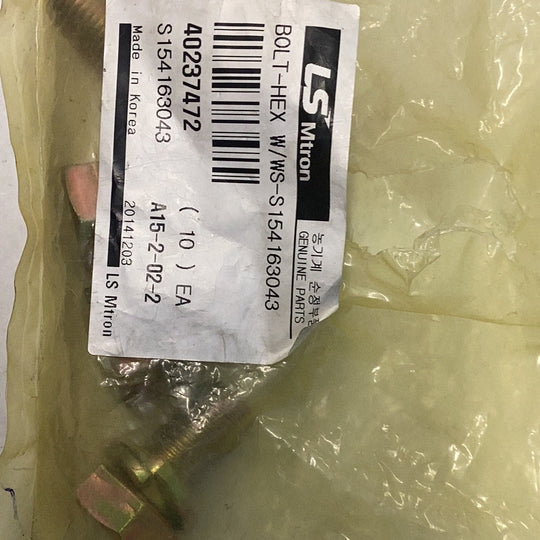 LS Mtron
농기계 순정부품
GENUINE PARTS
BOLT-HEX W/WS-S154163043
40237472
( 10 ) EA
S154163043
A15-2-02-2
20141203
Made in Korea
LS Mtron